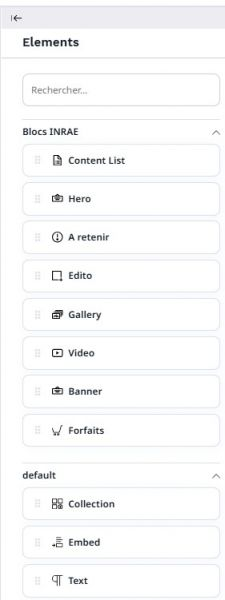 Elements
Rechercher...
Blocs INRAE
Content List
Hero
A retenir
Edito
Gallery
Video
Banner
Forfaits
default
Collection
Embed
Text